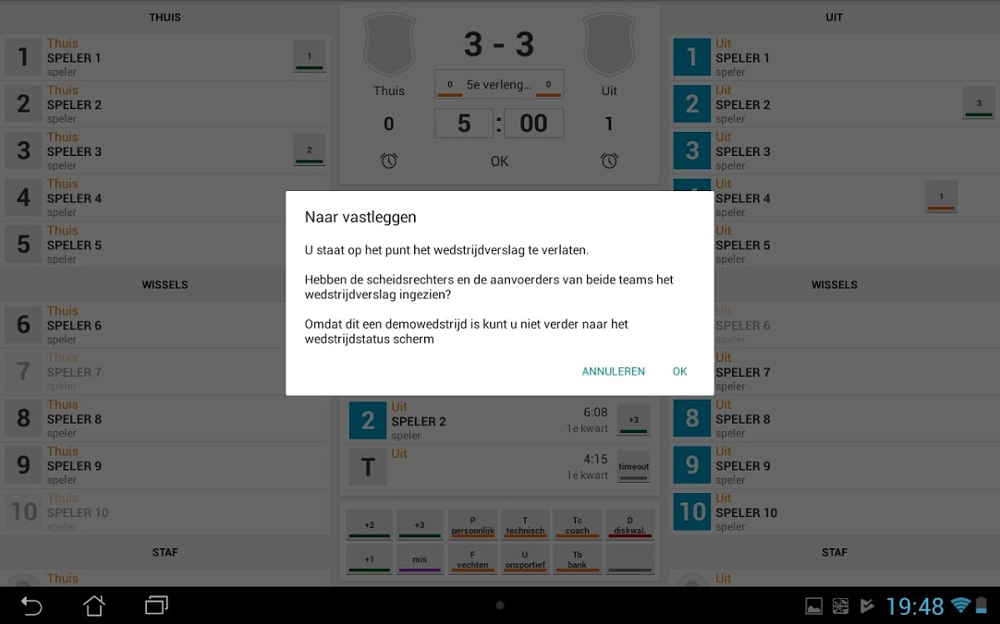 THUIS
1
Thuis
SPELER 1
speler
1
2
Thuis
SPELER 2
speler
3
Thuis
SPELER 3
speler
2
4
Thuis
SPELER 4
speler
5
Thuis
SPELER 5
speler
WISSELS
6
Thuis
SPELER 6
speler
7
Thuis
SPELER 7
speler
8
Thuis
SPELER 8
speler
9
Thuis
SPELER 9
speler
10
Thuis
SPELER 10
speler
STAF
Thuis
3 - 3
Thuis
0 5e verleng... 0
Uit
0
5 : 00
1
OK
Naar vastleggen
U staat op het punt het wedstrijdverslag te verlaten.
Hebben de scheidsrechters en de aanvoerders van beide teams het
wedstrijdverslag ingezien?
Omdat dit een demowedstrijd is kunt u niet verder naar het
wedstrijdstatus scherm
ANNULEREN OK
2
Uit
SPELER 2
speler
6:08
1e kwart
+3
T
Uit
4:15
1e kwart
timeout
+2
+3
P
persoonlijk
T
technisch
Tc
coach
D
diskwal.
+1
mis
F
vechten
U
onsportief
Tb
bank
UIT
1
Uit
SPELER 1
speler
2
Uit
SPELER 2
speler
3
3
Uit
SPELER 3
speler
Uit
SPELER 4
speler
1
Uit
SPELER 5
speler
WISSELS
Uit
SPELER 6
speler
Uit
SPELER 7
speler
8
Uit
SPELER 8
speler
9
Uit
SPELER 9
speler
10
Uit
SPELER 10
speler
STAF
Uit
19:48